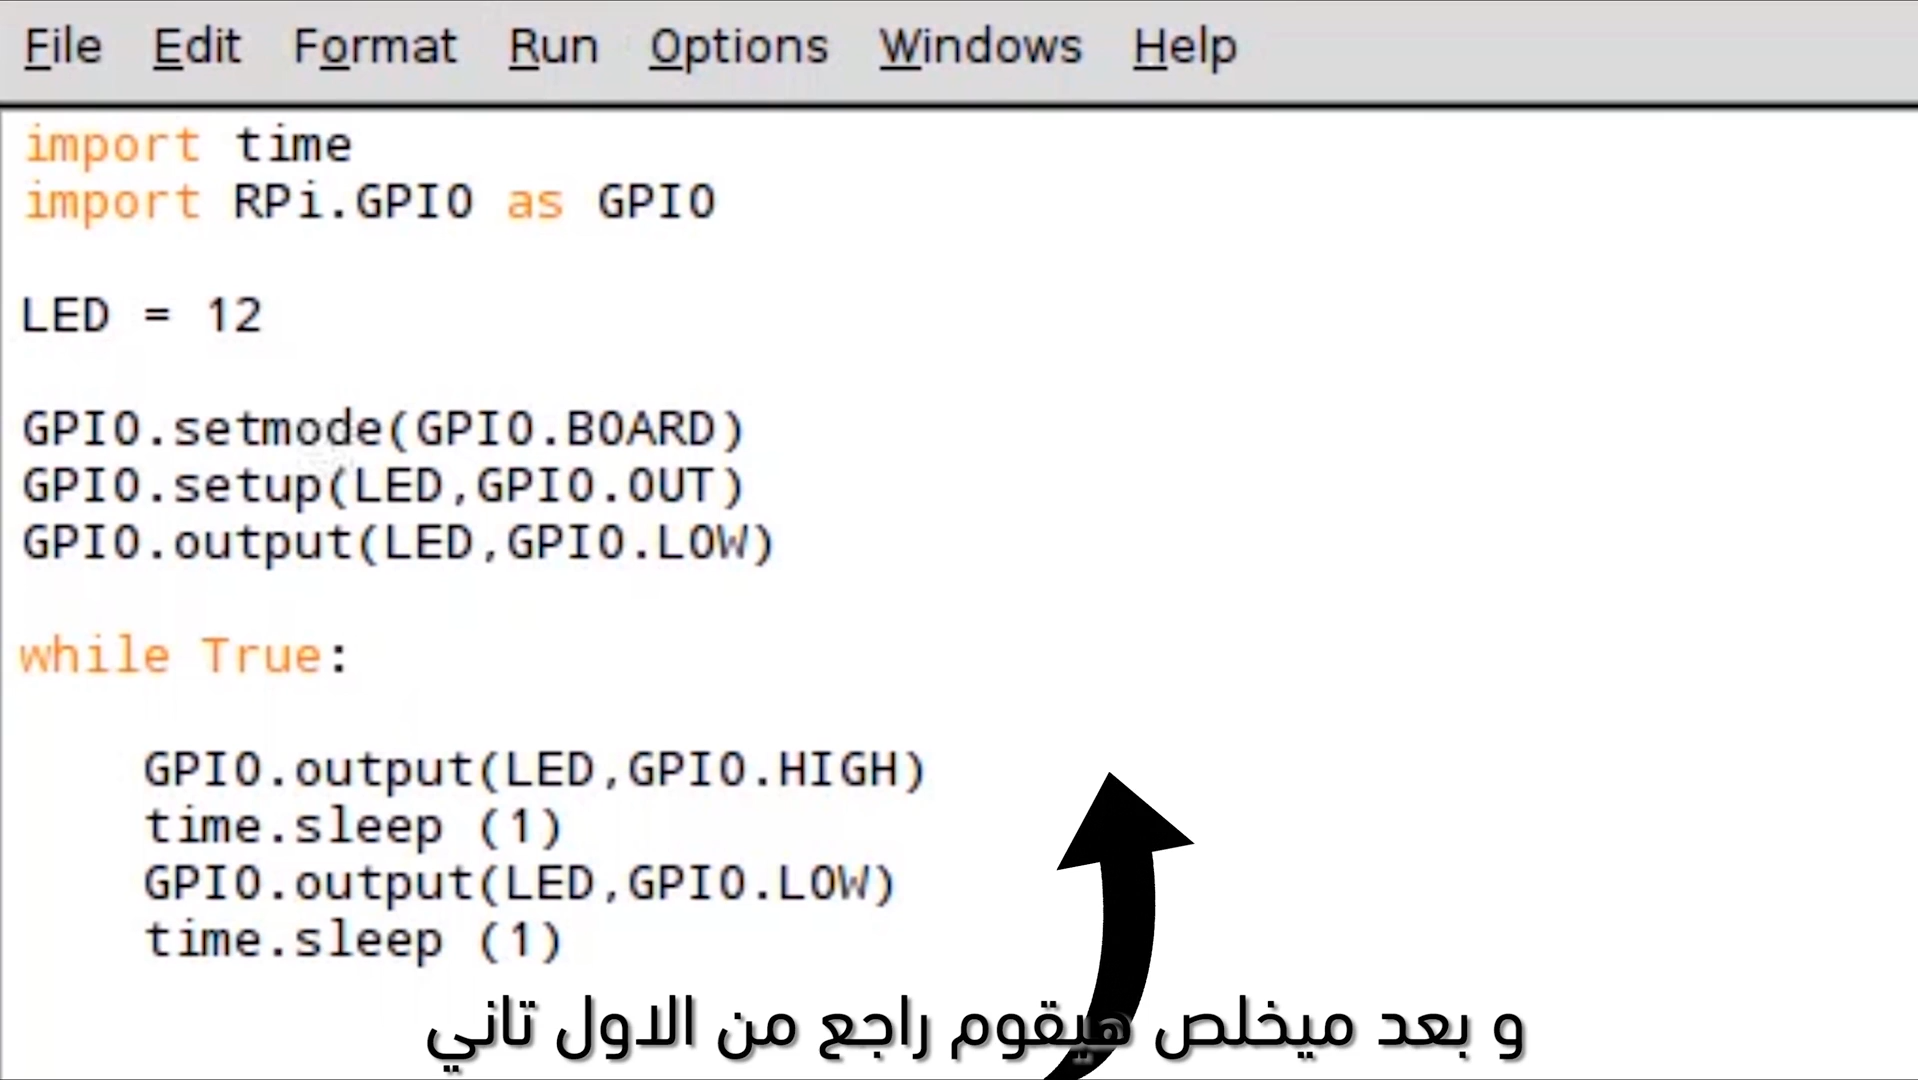 File Edit Format Run Options Windows Help
import time
import RPi.GPIO as GPIO
LED = 12
GPIO.setmode(GPIO.BOARD)
GPIO.setup(LED,GPIO.OUT)
GPIO.output(LED,GPIO.LOW)
while True:
    GPIO.output(LED,GPIO.HIGH)
    time.sleep (1)
    GPIO.output(LED,GPIO.LOW)
    time.sleep (1)
و بعد ميخلص هيقوم راجع من الاول تاني